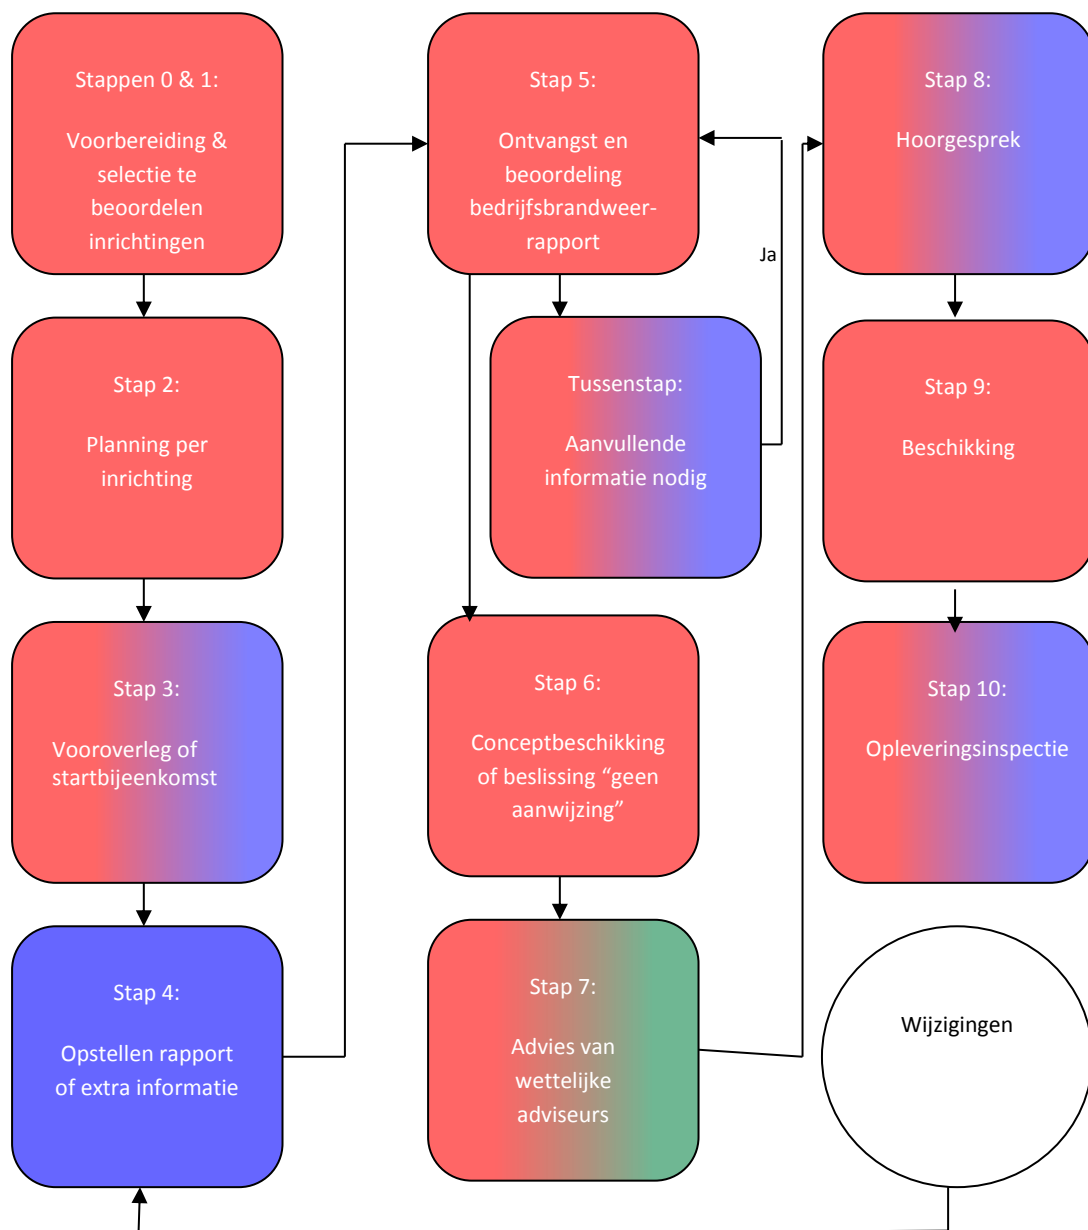 Stappen 0 & 1:
Voorbereiding &
selectie te
beoordelen
inrichtingen
Stap 2:
Planning per
inrichting
Stap 3:
Vooroverleg of
startbijeenkomst
Stap 4:
Opstellen rapport
of extra informatie
Stap 5:
Ontvangst en
beoordeling
bedrijfsbrandweer-
rapport
Ja
Tussenstap:
Aanvullende
informatie nodig
Stap 6:
Conceptbeschikking
of beslissing “geen
aanwijzing”
Stap 7:
Advies van
wettelijke
adviseurs
Stap 8:
Hoorgesprek
Stap 9:
Beschikking
Stap 10:
Opleveringsinspectie
Wijzigingen